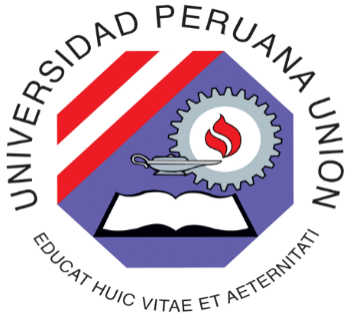 UNIVERSIDAD PERUANA UNION
EDUCAT HUIC VITAE ET AETERNITATI